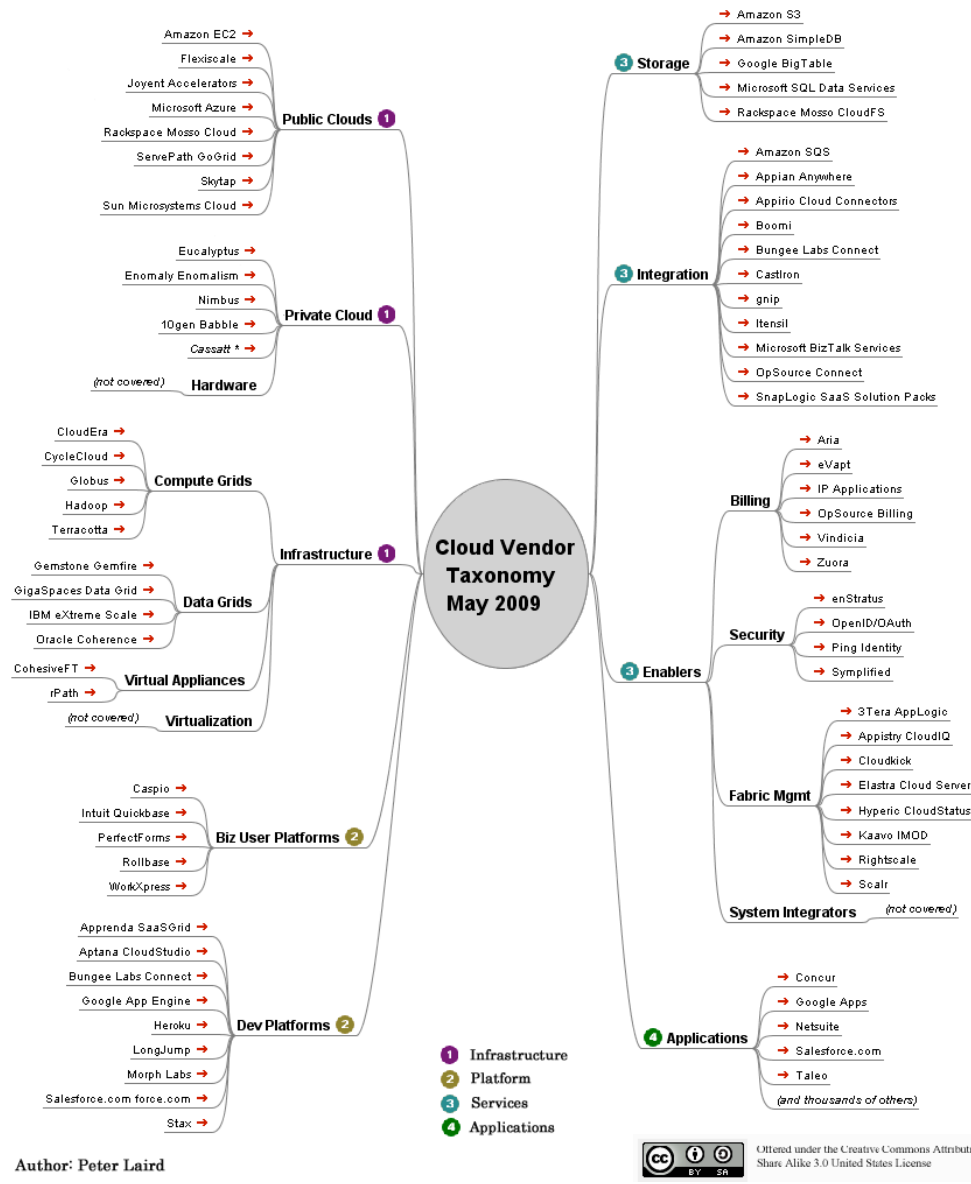 Amazon EC2
Flexiscale
Joyent Accelerators
Microsoft Azure
Rackspace Mosso Cloud
ServePath GoGrid
Skytap
Sun Microsystems Cloud
Public Clouds 1
Eucalyptus
Enomaly Enomalism
Nimbus
10gen Babble
Cassatt *
(not covered) Hardware
Private Cloud 1
CloudEra
CycleCloud
Globus
Hadoop
Terracotta
Compute Grids
Gemstone Gemfire
GigaSpaces Data Grid
IBM eXtreme Scale
Oracle Coherence
Data Grids
CohesiveFT
rPath
Virtual Appliances
(not covered) Virtualization
Infrastructure 1
Caspio
Intuit Quickbase
PerfectForms
Rollbase
WorkXpress
Biz User Platforms 2
Apprenda SaaSGrid
Aptana CloudStudio
Bungee Labs Connect
Google App Engine
Heroku
LongJump
Morph Labs
Salesforce.com force.com
Stax
Dev Platforms 2
Cloud Vendor
Taxonomy
May 2009
3 Storage
Amazon S3
Amazon SimpleDB
Google BigTable
Microsoft SQL Data Services
Rackspace Mosso CloudFS
3 Integration
Amazon SQS
Appian Anywhere
Appirio Cloud Connectors
Boomi
Bungee Labs Connect
CastIron
gnip
Itensil
Microsoft BizTalk Services
OpSource Connect
SnapLogic SaaS Solution Packs
3 Enablers
Billing
Aria
eVapt
IP Applications
OpSource Billing
Vindicia
Zuora
Security
enStratus
OpenID/OAuth
Ping Identity
Symplified
Fabric Mgmt
3Tera AppLogic
Appistry CloudIQ
Cloudkick
Elastra Cloud Server
Hyperic CloudStatus
Kaavo IMOD
Rightscale
Scalr
System Integrators (not covered)
4 Applications
Concur
Google Apps
Netsuite
Salesforce.com
Taleo
(and thousands of others)
1 Infrastructure
2 Platform
3 Services
4 Applications
Author: Peter Laird
cc BY SA
Offered under the Creative Commons Attributi
Share Alike 3.0 United States License